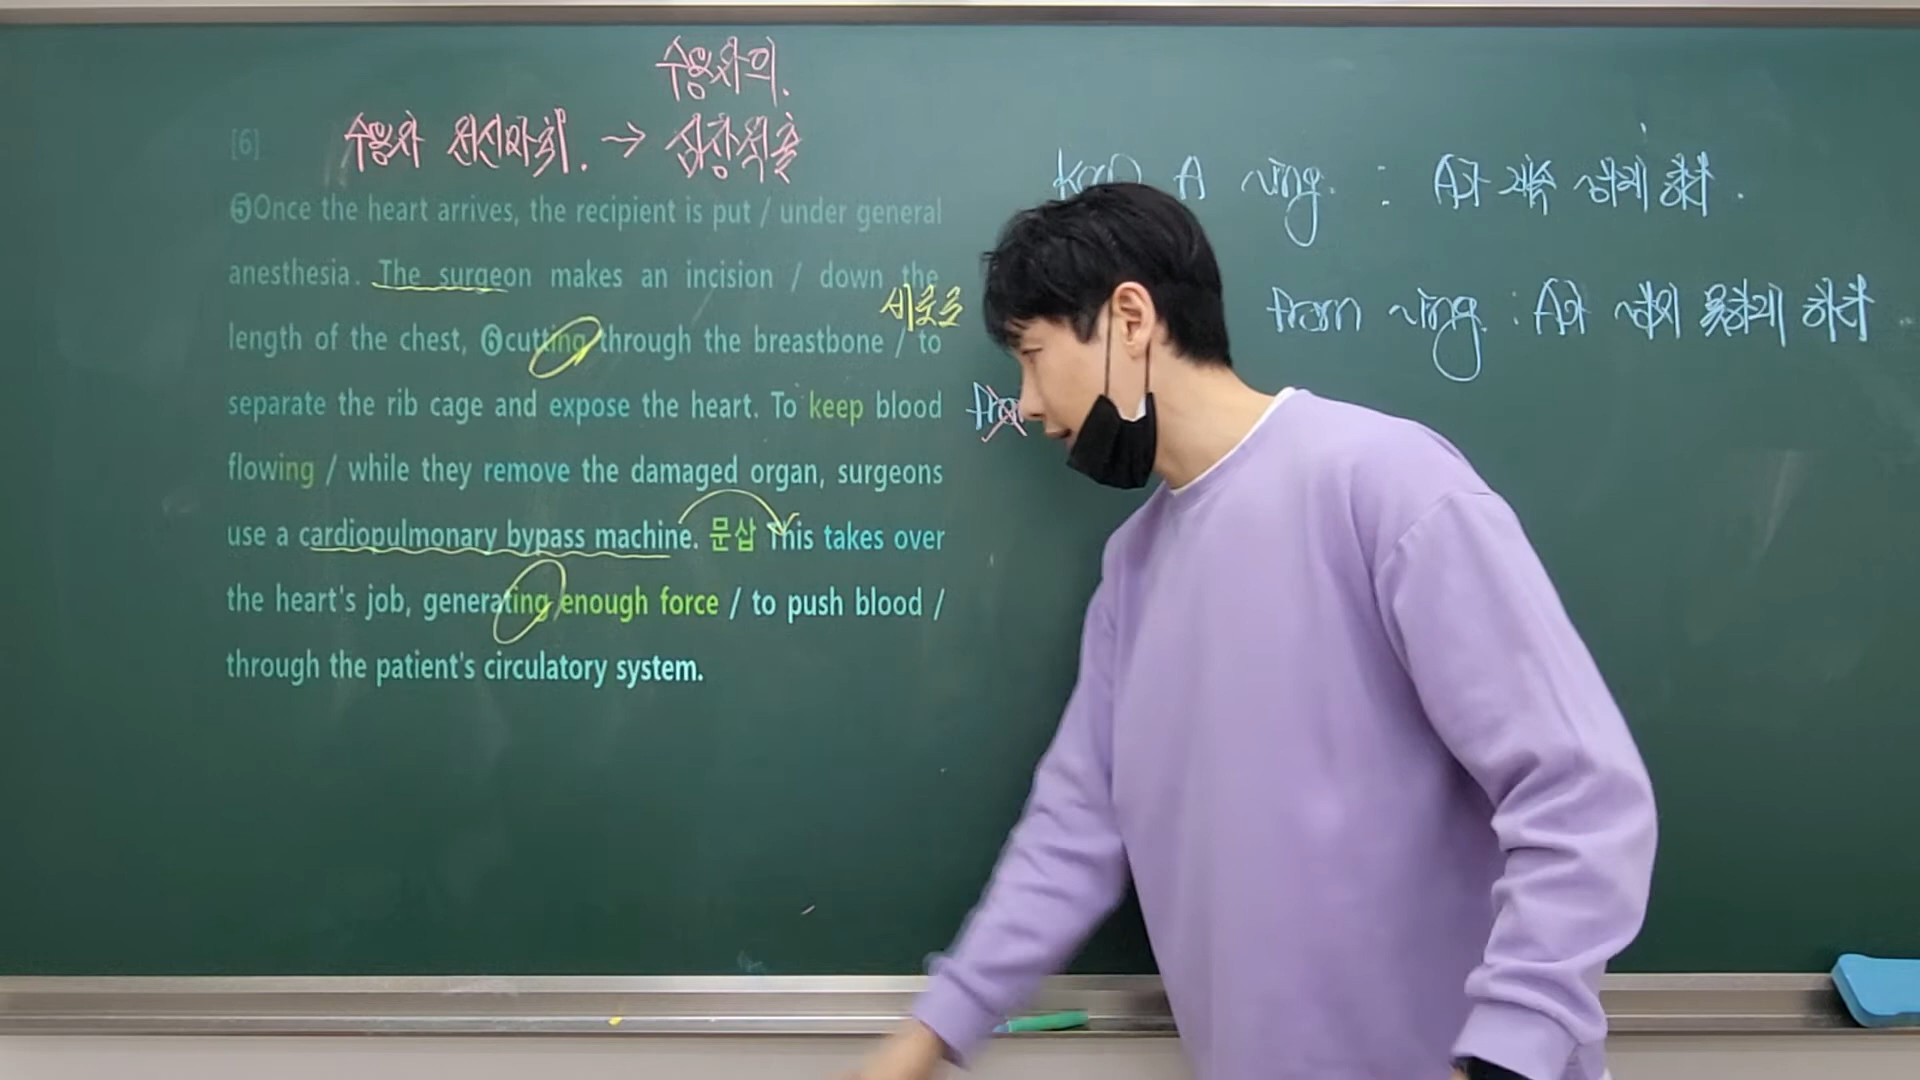 수용자의.
[6] 수용자 전신마취. → 심장적출
❺Once the heart arrives, the recipient is put / under general
anesthesia. The surgeon makes an incision / down the
세로로
length of the chest, ❻cutting through the breastbone / to
separate the rib cage and expose the heart. To keep blood
flowing / while they remove the damaged organ, surgeons
use a cardiopulmonary bypass machine. 문삽 This takes over
the heart's job, generating enough force / to push blood /
through the patient's circulatory system.
keep A ~ing. : A가 계속 ~하게 하다.
from ~ing : A가 ~하지 못하게 하다